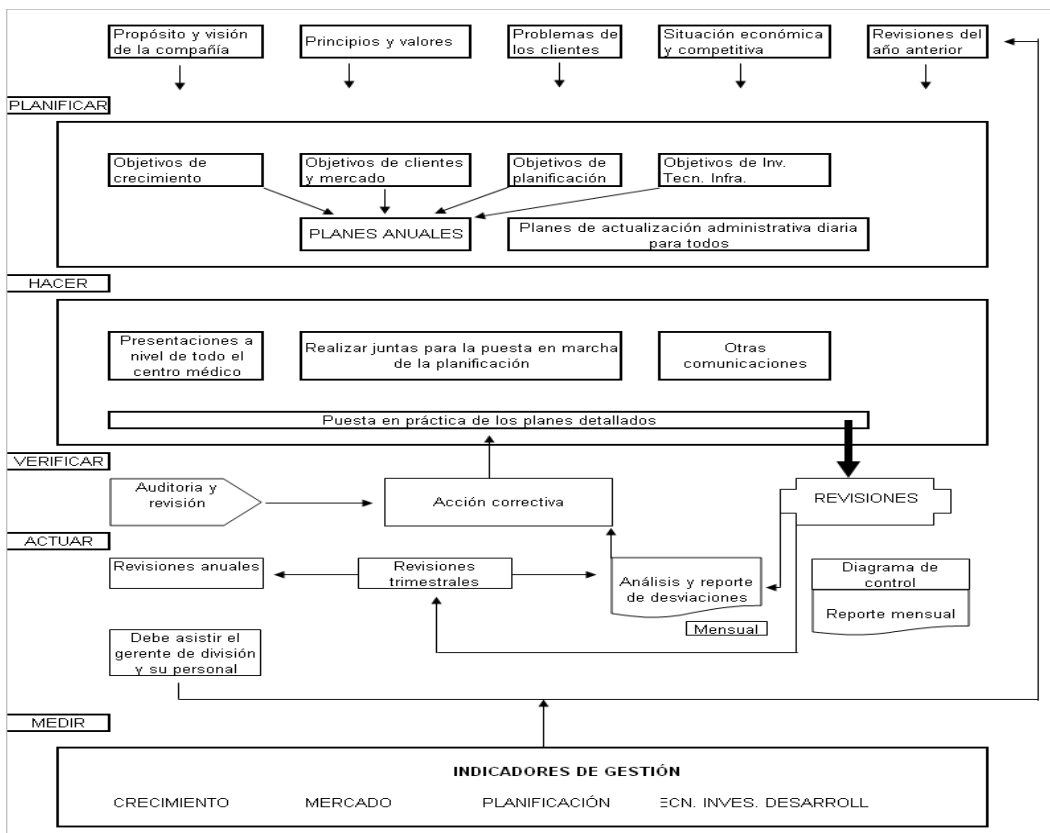 Propósito y visión
de la compañía
Principios y valores
Problemas de
los clientes
Situación económica
y competitiva
Revisiones del
año anterior
PLANIFICAR
Objetivos de
crecimiento
Objetivos de clientes
y mercado
Objetivos de
planificación
Objetivos de Inv.
Tecn. Infra.
PLANES ANUALES
Planes de actualización administrativa diaria
para todos
HACER
Presentaciones a
nivel de todo el
centro médico
Realizar juntas para la puesta en marcha
de la planificación
Otras
comunicaciones
Puesta en práctica de los planes detallados
VERIFICAR
Auditoria y
revisión
Acción correctiva
REVISIONES
ACTUAR
Revisiones anuales
Revisiones
trimestrales
Análisis y reporte
de desviaciones
Mensual
Diagrama de
control
Reporte mensual
Debe asistir el
gerente de división
y su personal
MEDIR
INDICADORES DE GESTIÓN
CRECIMIENTO
MERCADO
PLANIFICACIÓN
ECN. INVES. DESARROLL